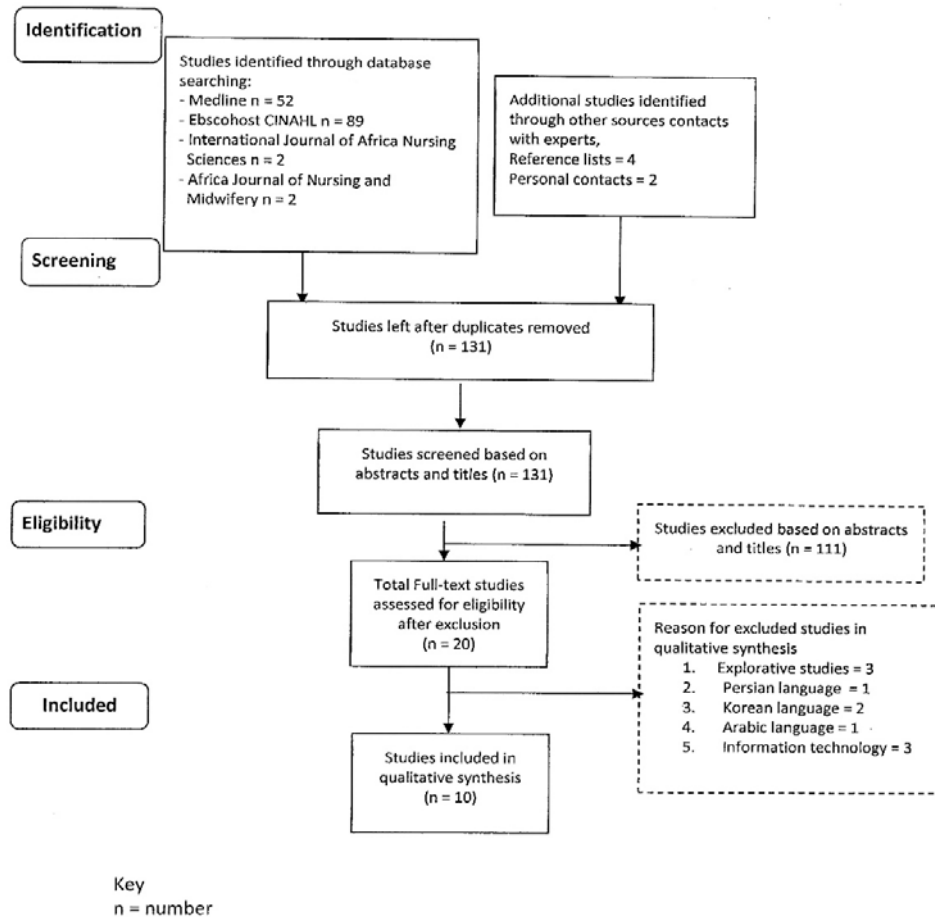 Identification
Studies identified through database
searching:
- Medline n = 52
- Ebscohost CINAHL n = 89
- International Journal of Africa Nursing
Sciences n = 2
- Africa Journal of Nursing and
Midwifery n = 2
Additional studies identified
through other sources contacts
with experts,
Reference lists = 4
Personal contacts = 2
Screening
Studies left after duplicates removed
(n = 131)
Studies screened based on
abstracts and titles (n = 131)
Eligibility
Studies excluded based on abstracts
and titles (n = 111)
Total Full-text studies
assessed for eligibility
after exclusion
(n = 20)
Reason for excluded studies in
qualitative synthesis
1. Explorative studies = 3
2. Persian language = 1
3. Korean language = 2
4. Arabic language = 1
5. Information technology = 3
Included
Studies included in
qualitative synthesis
(n = 10)
Key
n = number